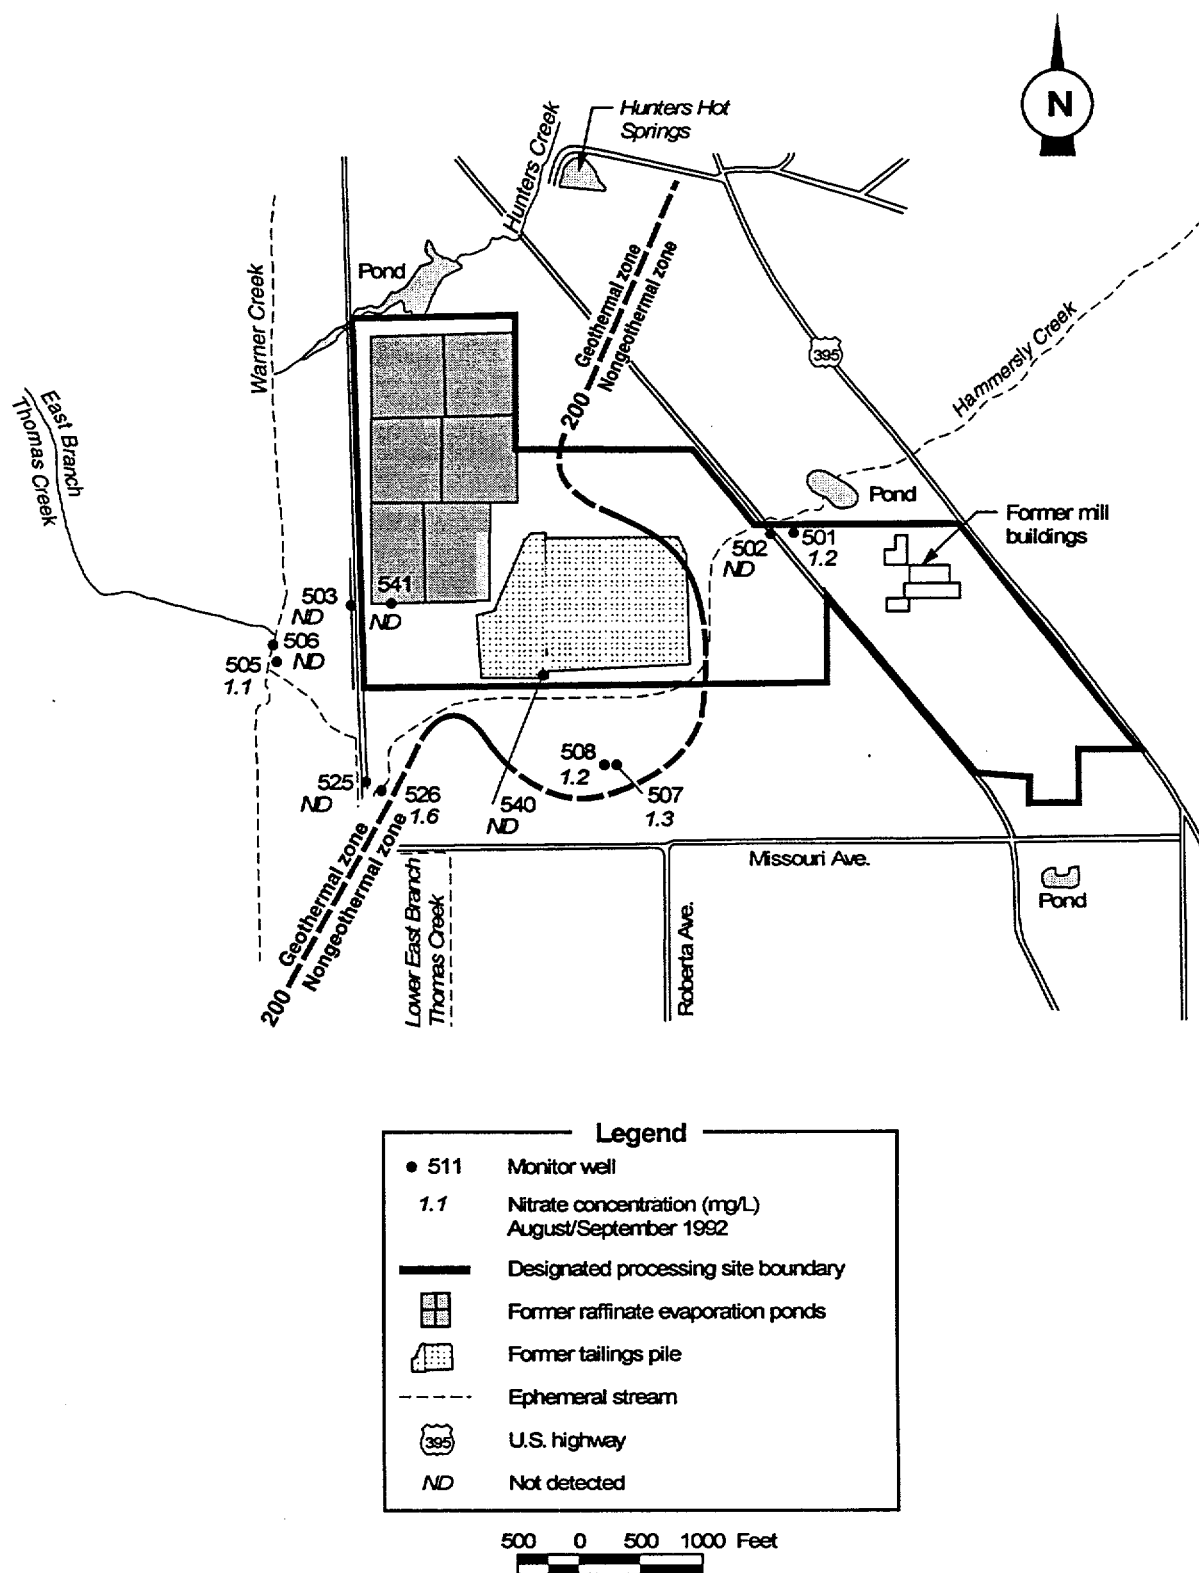 N
Hunters Hot
Springs
Hunters Creek
Pond
Warner Creek
Geothermal zone
Nongeothermal zone
200
395
Hammersly Creek
East Branch
Thomas Creek
Pond
Former mill
buildings
502
ND
501
1.2
541
ND
503
ND
506
ND
505
1.1
525
ND
526
1.6
508
1.2
507
1.3
540
ND
Missouri Ave.
Pond
Geothermal zone
Nongeothermal zone
200
Lower East Branch
Thomas Creek
Roberta Ave.
Legend
511 Monitor well
1.1 Nitrate concentration (mg/L)
August/September 1992
Designated processing site boundary
Former raffinate evaporation ponds
Former tailings pile
Ephemeral stream
395 U.S. highway
ND Not detected
500 0 500 1000 Feet